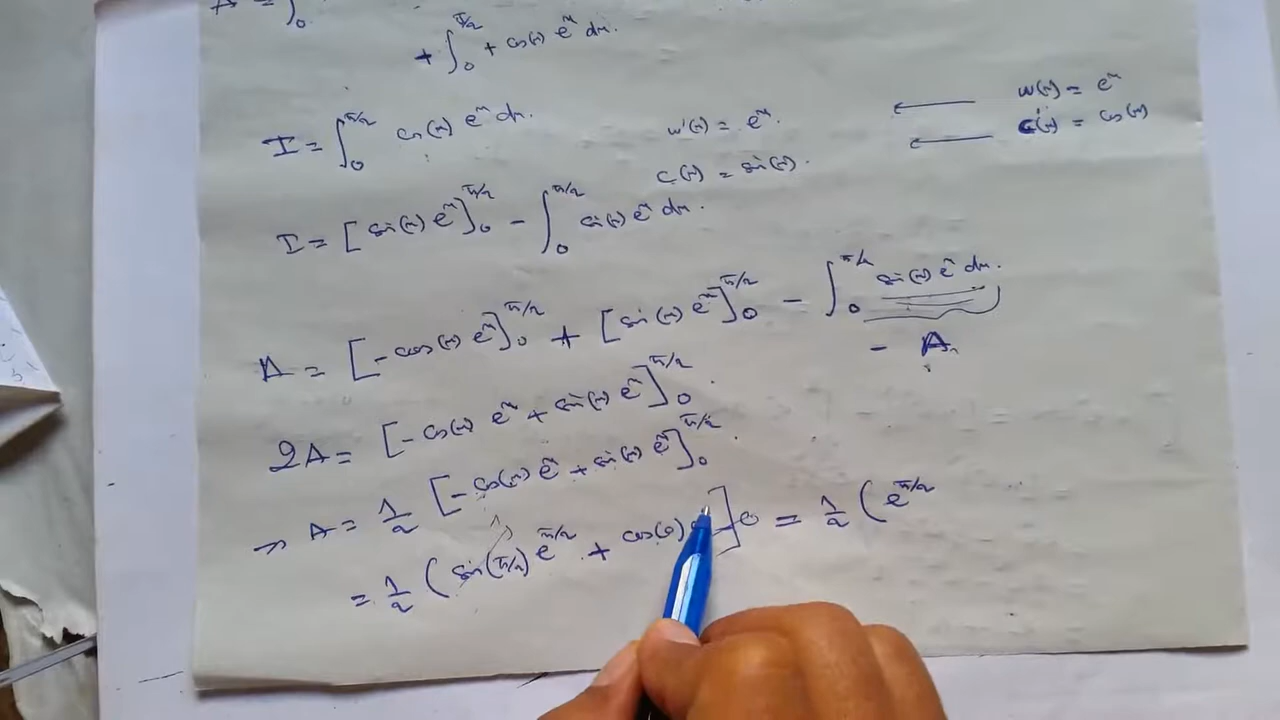 A = ∫₀
+ ∫₀^π/2 + cos(x) eˣ dx.
I = ∫₀^π/2 cos(x) eˣ dx. w'(x) = eˣ. ← w(x) = eˣ
c(x) = sin(x). ← c'(x) = cos(x)
I = [sin(x) eˣ]₀^π/2 - ∫₀^π/2 sin(x) eˣ dx.
A = [-cos(x) eˣ]₀^π/2 + [sin(x) eˣ]₀^π/2 - ∫₀^π/2 sin(x) eˣ dx.
- A
2A = [-cos(x) eˣ + sin(x) eˣ]₀^π/2.
→ A = 1/2 [-cos(x) eˣ + sin(x) eˣ]₀^π/2.
= 1/2 (sin(π/2) e^π/2 + cos(0) ]0 = 1/2 (e^π/2